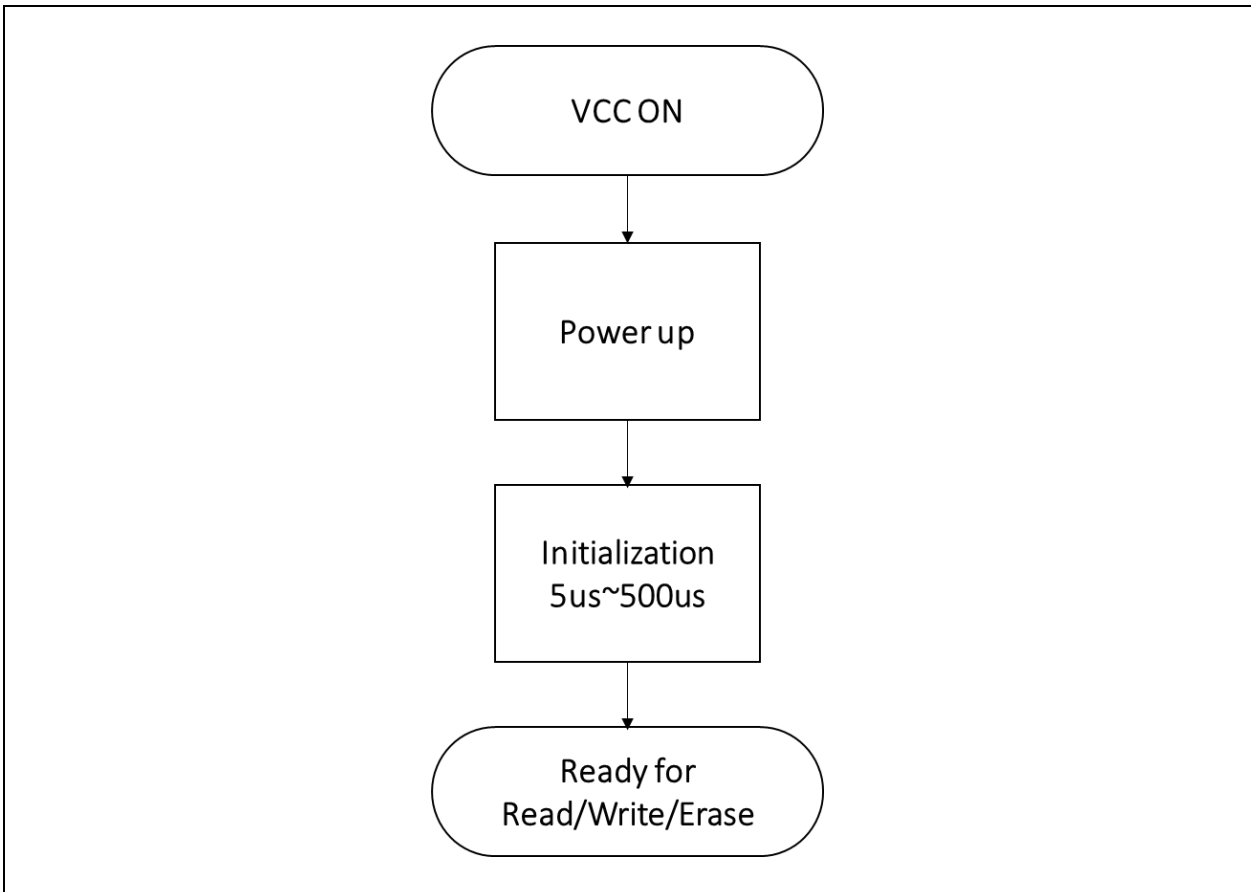 VCC ON
Power up
Initialization
5us~500us
Ready for
Read/Write/Erase